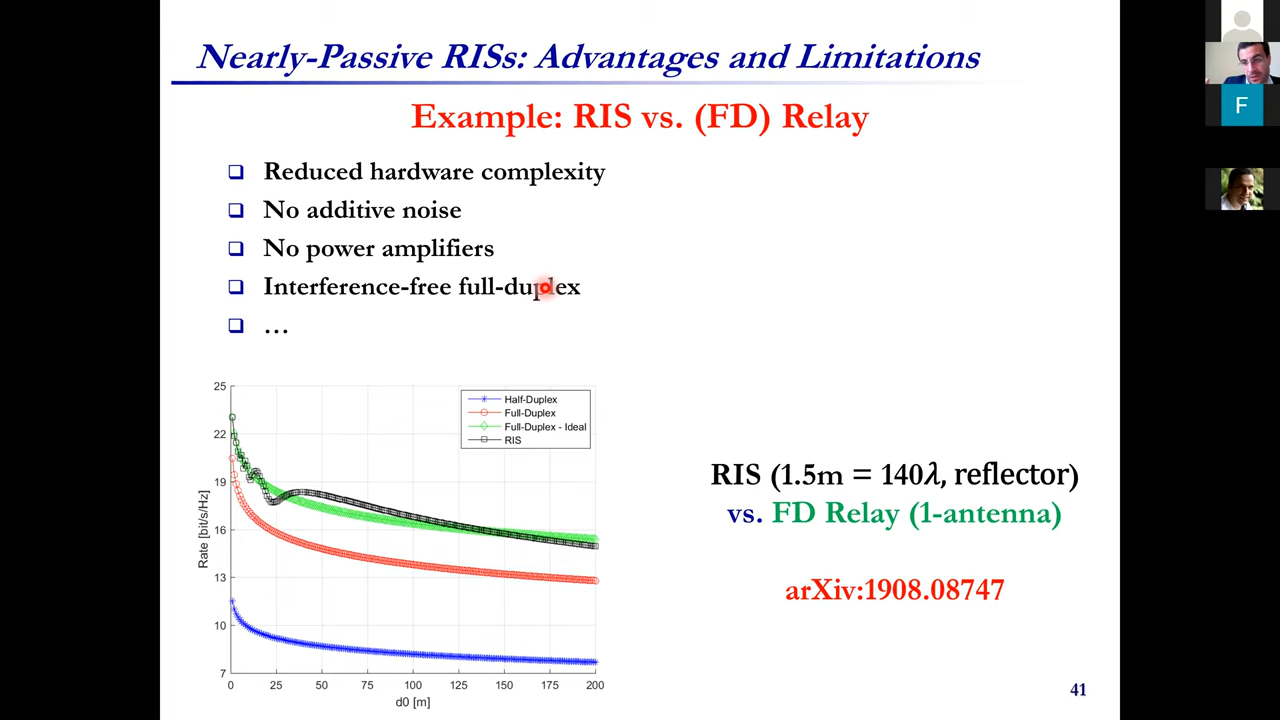 Nearly-Passive RISs: Advantages and Limitations
Example: RIS vs. (FD) Relay
❑ Reduced hardware complexity
❑ No additive noise
❑ No power amplifiers
❑ Interference-free full-duplex
❑ …
F
25
22
19
16
13
10
7
Rate [bit/s/Hz]
Half-Duplex
Full-Duplex
Full-Duplex - Ideal
RIS
0 25 50 75 100 125 150 175 200
d0 [m]
RIS (1.5m = 140λ, reflector)
vs. FD Relay (1-antenna)
arXiv:1908.08747
41